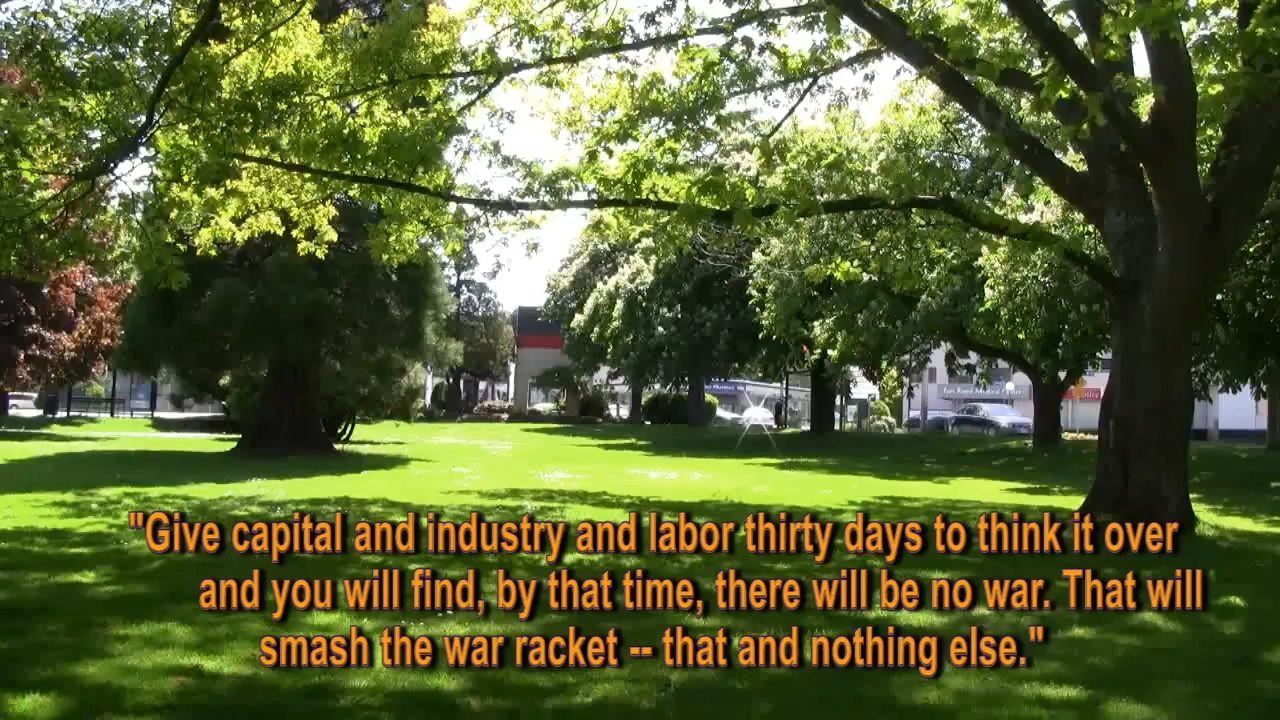 "Give capital and industry and labor thirty days to think it over
and you will find, by that time, there will be no war. That will
smash the war racket -- that and nothing else."